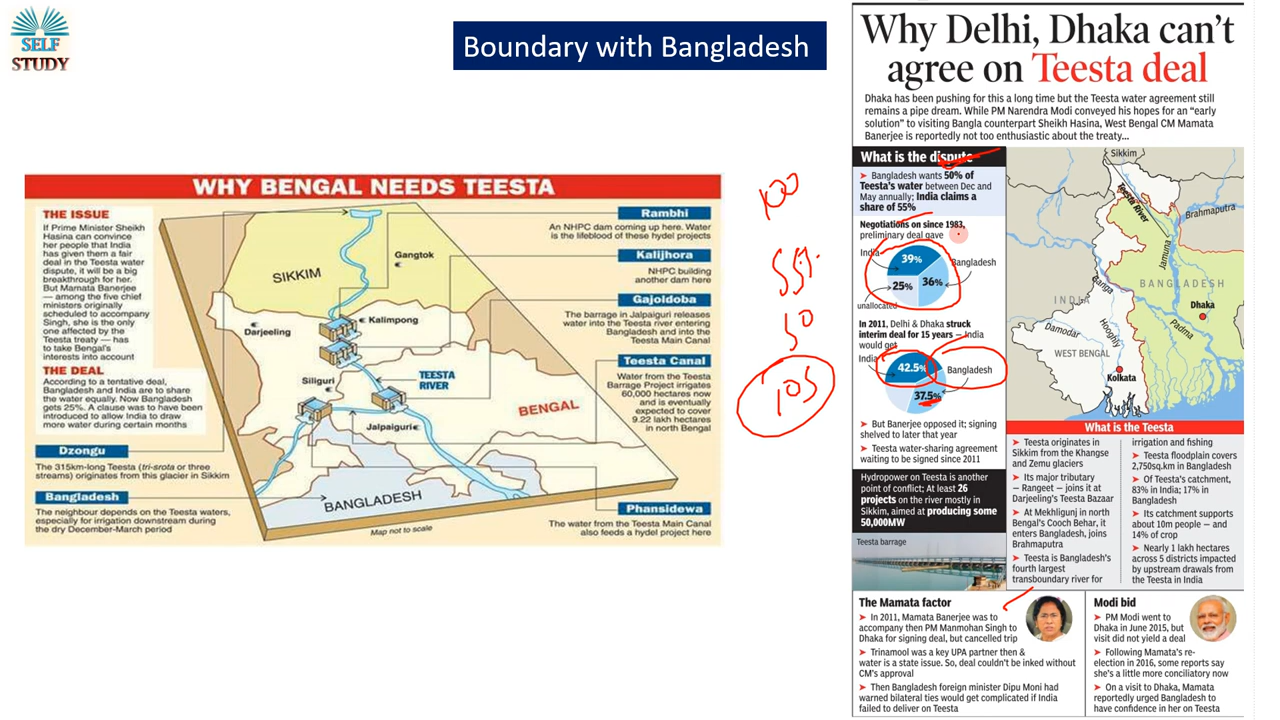 SELF
STUDY
Boundary with Bangladesh
WHY BENGAL NEEDS TEESTA
THE ISSUE
If Prime Minister Sheikh
Hasina can convince
her people that India
has given them a fair
deal in the Teesta water
dispute, it will be a big
breakthrough for her.
But Mamata Banerjee
— among the five chief
ministers originally
scheduled to accompany
Singh, she is the only
one affected by the
Teesta treaty — has
to take Bengal's
interests into account
THE DEAL
According to a tentative deal,
Bangladesh and India are to share
the water equally. Now Bangladesh
gets 25%. A clause was to have been
introduced to allow India to draw
more water during certain months
Dzongu
The 315km-long Teesta (tri-srota or three
streams) originates from this glacier in Sikkim
Bangladesh
The neighbour depends on the Teesta waters,
especially for irrigation downstream during
the dry December-March period
SIKKIM
Gangtok
Darjeeling
Kalimpong
Siliguri
TEESTA
RIVER
Jalpaiguri
BENGAL
BANGLADESH
Map not to scale
Rambhi
An NHPC dam coming up here. Water
is the lifeblood of these hydel projects
Kalijhora
NHPC building
another dam here
Gajoldoba
The barrage in Jalpaiguri releases
water into the Teesta river entering
Bangladesh and into the
Teesta Main Canal
Teesta Canal
Water from the Teesta
Barrage Project irrigates
60,000 hectares now
and is eventually
expected to cover
9.22 lakh hectares
in north Bengal
Phansidewa
The water from the Teesta Main Canal
also feeds a hydel project here
100
55%
50
105
Why Delhi, Dhaka can't
agree on Teesta deal
Dhaka has been pushing for this a long time but the Teesta water agreement still
remains a pipe dream. While PM Narendra Modi conveyed his hopes for an "early
solution" to visiting Bangla counterpart Sheikh Hasina, West Bengal CM Mamata
Banerjee is reportedly not too enthusiastic about the treaty...
What is the dispute
Bangladesh wants 50% of
Teesta's water between Dec and
May annually; India claims a
share of 55%
Negotiations on since 1983,
preliminary deal gave
India
39%
Bangladesh
36%
25%
unallocated
In 2011, Delhi & Dhaka struck
interim deal for 15 years — India
would get
India
42.5%
Bangladesh
37.5%
But Banerjee opposed it; signing
shelved to later that year
Teesta water-sharing agreement
waiting to be signed since 2011
Hydropower on Teesta is another
point of conflict; At least 26
projects on the river mostly in
Sikkim, aimed at producing some
50,000MW
Teesta barrage
Sikkim
Teesta River
Brahmaputra
Jamuna
BANGLADESH
Ganga
INDIA
Dhaka
Padma
Damodar
Hooghly
WEST BENGAL
Kolkata
What is the Teesta
Teesta originates in
Sikkim from the Khangse
and Zemu glaciers
Its major tributary
— Rangeet — joins it at
Darjeeling's Teesta Bazaar
At Mekhligunj in north
Bengal's Cooch Behar, it
enters Bangladesh, joins
Brahmaputra
Teesta is Bangladesh's
fourth largest
transboundary river for
irrigation and fishing
Teesta floodplain covers
2,750sq.km in Bangladesh
Of Teesta's catchment,
83% in India; 17% in
Bangladesh
Its catchment supports
about 10m people — and
14% of crop
Nearly 1 lakh hectares
across 5 districts impacted
by upstream drawals from
the Teesta in India
The Mamata factor
In 2011, Mamata Banerjee was to
accompany then PM Manmohan Singh to
Dhaka for signing deal, but cancelled trip
Trinamool was a key UPA partner then &
water is a state issue. So, deal couldn't be inked without
CM's approval
Then Bangladesh foreign minister Dipu Moni had
warned bilateral ties would get complicated if India
failed to deliver on Teesta
Modi bid
PM Modi went to
Dhaka in June 2015, but
visit did not yield a deal
Following Mamata's re-
election in 2016, some reports say
she's a little more conciliatory now
On a visit to Dhaka, Mamata
reportedly urged Bangladesh to
have confidence in her on Teesta